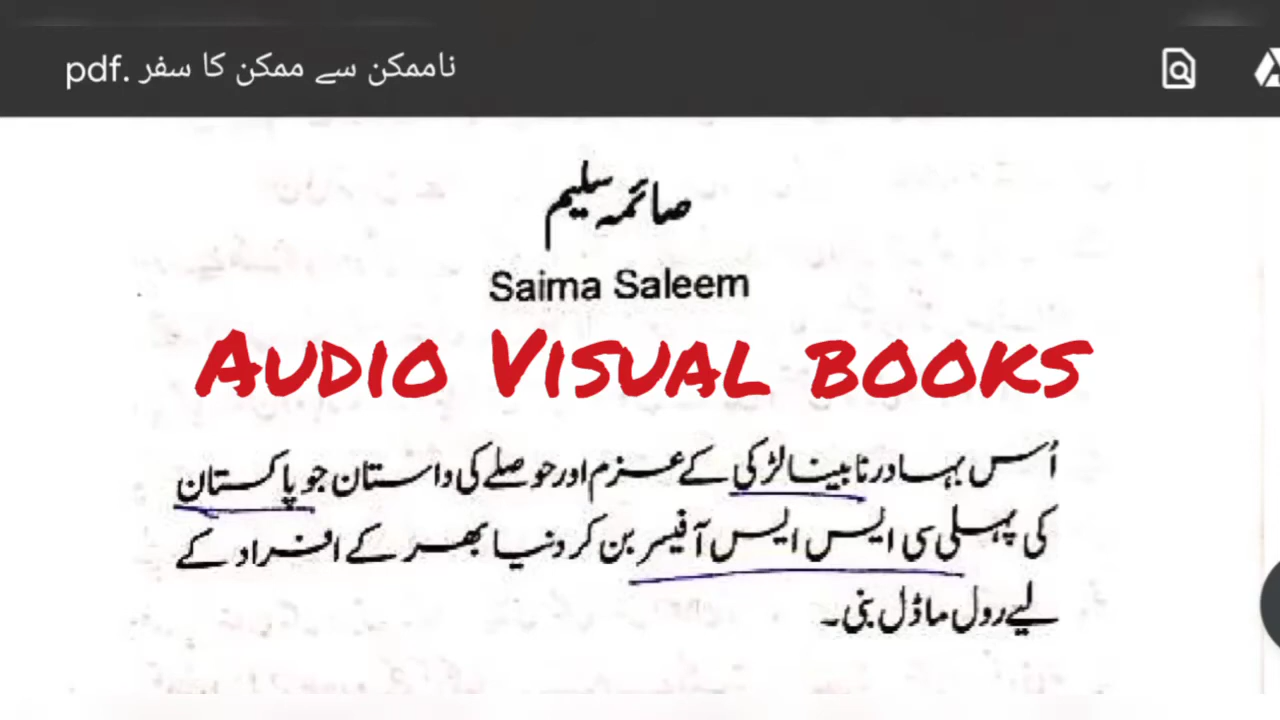 ناممکن سے ممکن کا سفر .pdf
صائمہ سلیم
Saima Saleem
AUDIO VISUAL BOOKS
اُس بہادر نابینا لڑکی کے عزم اور حوصلے کی داستان جو پاکستان
کی پہلی سی ایس ایس آفیسر بن کر دنیا بھر کے افراد کے
لیے رول ماڈل بنی۔